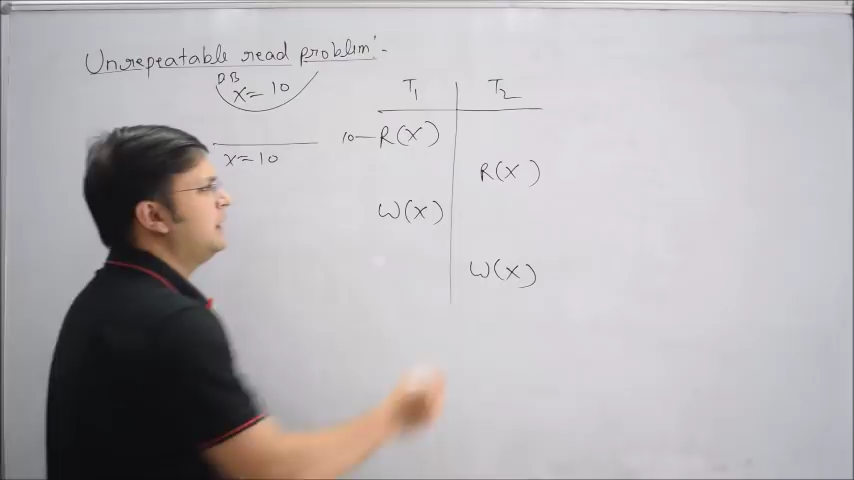 Unrepeatable read problem:-
DB
x = 10
T1 T2
10 — R(X)
x = 10
R(X)
W(X)
W(X)